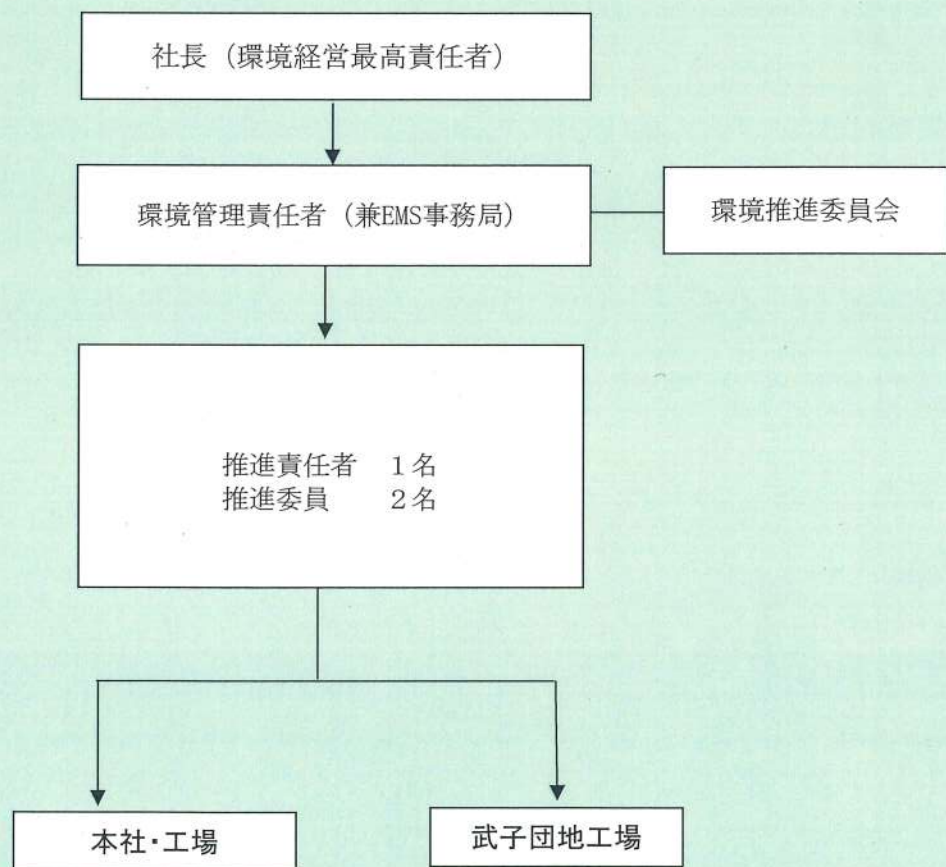 社長（環境経営最高責任者）
環境管理責任者（兼EMS事務局）
環境推進委員会
推進責任者　１名
推進委員　　２名
本社・工場
武子団地工場